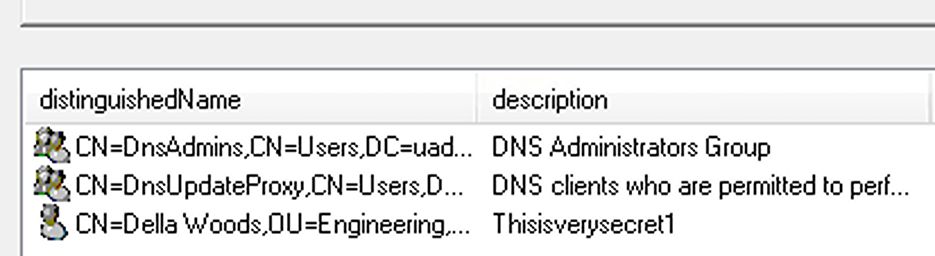 distinguishedName description
CN=DnsAdmins,CN=Users,DC=uad... DNS Administrators Group
CN=DnsUpdateProxy,CN=Users,D... DNS clients who are permitted to perf...
CN=Della Woods,OU=Engineering,... Thisisverysecret1